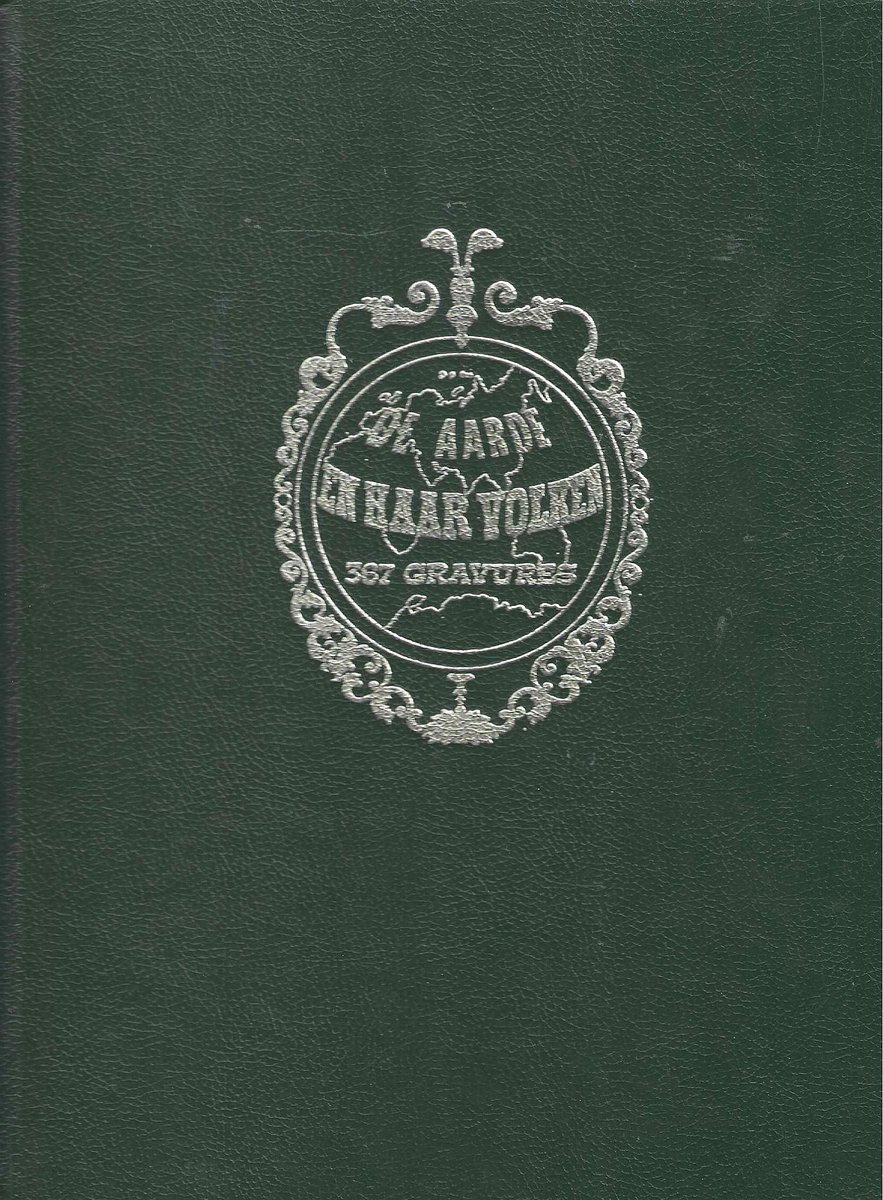 DE AARDE
EN HAAR VOLKEN
367 GRAVURES